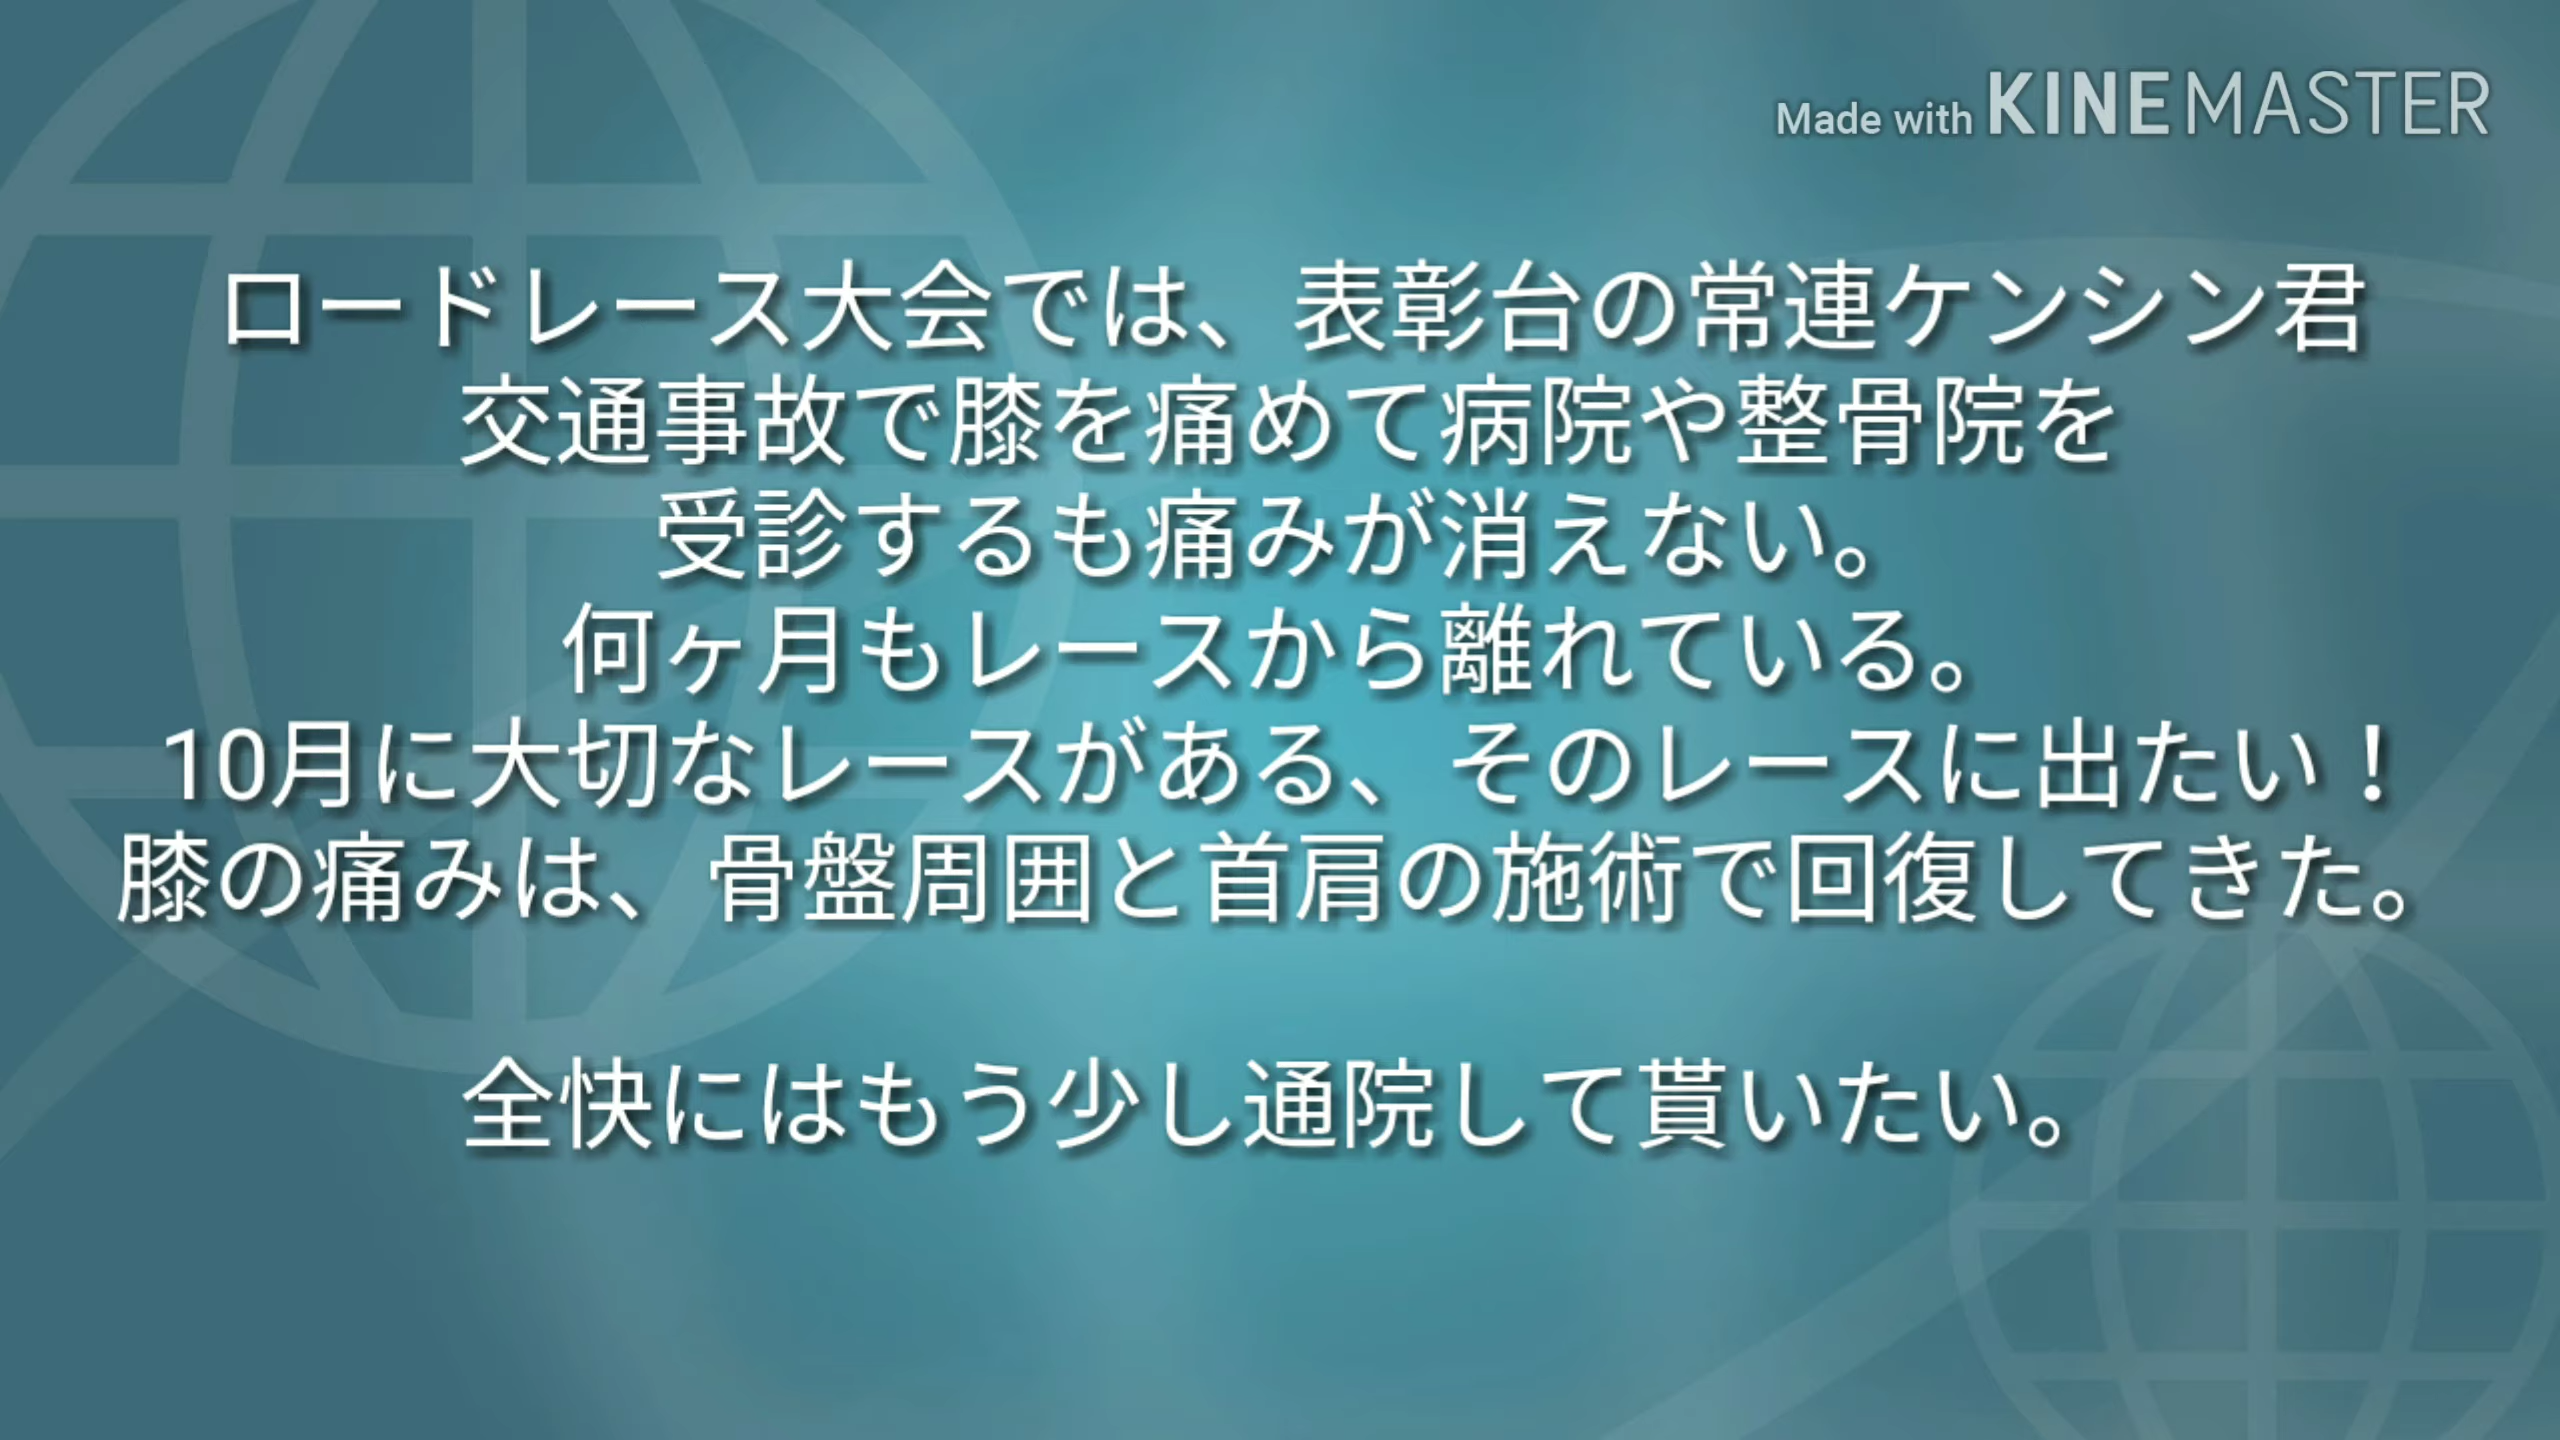 Made with KINEMASTER
ロードレース大会では、表彰台の常連ケンシン君
交通事故で膝を痛めて病院や整骨院を
受診するも痛みが消えない。
何ヶ月もレースから離れている。
10月に大切なレースがある、そのレースに出たい！
膝の痛みは、骨盤周囲と首肩の施術で回復してきた。
全快にはもう少し通院して貰いたい。